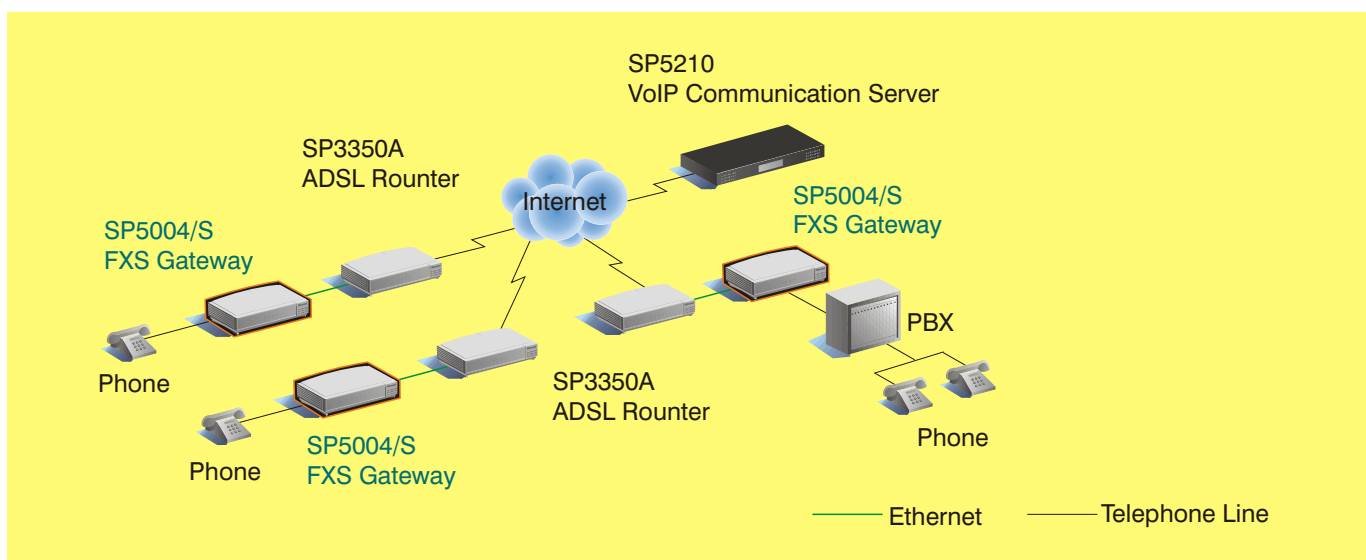 SP5210
VoIP Communication Server
SP3350A
ADSL Rounter
Internet
SP5004/S
FXS Gateway
SP5004/S
FXS Gateway
PBX
Phone
SP3350A
ADSL Rounter
Phone
SP5004/S
FXS Gateway
Phone
Ethernet
Telephone Line